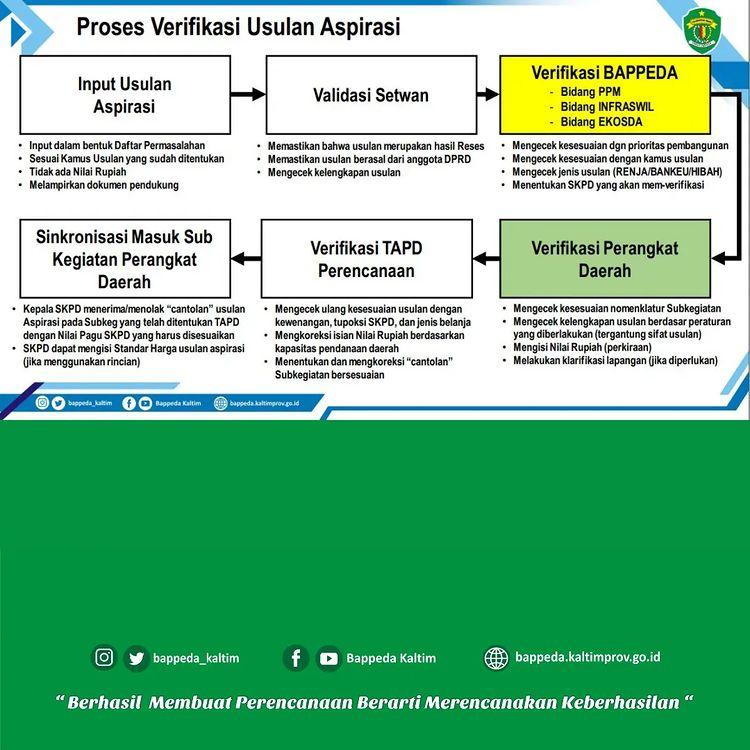 Proses Verifikasi Usulan Aspirasi
Input Usulan
Aspirasi
• Input dalam bentuk Daftar Permasalahan
• Sesuai Kamus Usulan yang sudah ditentukan
• Tidak ada Nilai Rupiah
• Melampirkan dokumen pendukung
Validasi Setwan
• Memastikan bahwa usulan merupakan hasil Reses
• Memastikan usulan berasal dari anggota DPRD
• Mengecek kelengkapan usulan
Verifikasi BAPPEDA
- Bidang PPM
- Bidang INFRASWIL
- Bidang EKOSDA
• Mengecek kesesuaian dgn prioritas pembangunan
• Mengecek kesesuaian dengan kamus usulan
• Mengecek jenis usulan (RENJA/BANKEU/HIBAH)
• Menentukan SKPD yang akan mem-verifikasi
Sinkronisasi Masuk Sub
Kegiatan Perangkat
Daerah
• Kepala SKPD menerima/menolak “cantolan” usulan
Aspirasi pada Subkeg yang telah ditentukan TAPD
dengan Nilai Pagu SKPD yang harus disesuaikan
• SKPD dapat mengisi Standar Harga usulan aspirasi
(jika menggunakan rincian)
Verifikasi TAPD
Perencanaan
• Mengecek ulang kesesuaian usulan dengan
kewenangan, tupoksi SKPD, dan jenis belanja
• Mengkoreksi isian Nilai Rupiah berdasarkan
kapasitas pendanaan daerah
• Menentukan dan mengkoreksi “cantolan”
Subkegiatan bersesuaian
Verifikasi Perangkat
Daerah
• Mengecek kesesuaian nomenklatur Subkegiatan
• Mengecek kelengkapan usulan berdasar peraturan
yang diberlakukan (tergantung sifat usulan)
• Mengisi Nilai Rupiah (perkiraan)
• Melakukan klarifikasi lapangan (jika diperlukan)
bappeda_kaltim Bappeda Kaltim bappeda.kaltimprov.go.id
bappeda_kaltim Bappeda Kaltim bappeda.kaltimprov.go.id
“ Berhasil Membuat Perencanaan Berarti Merencanakan Keberhasilan “